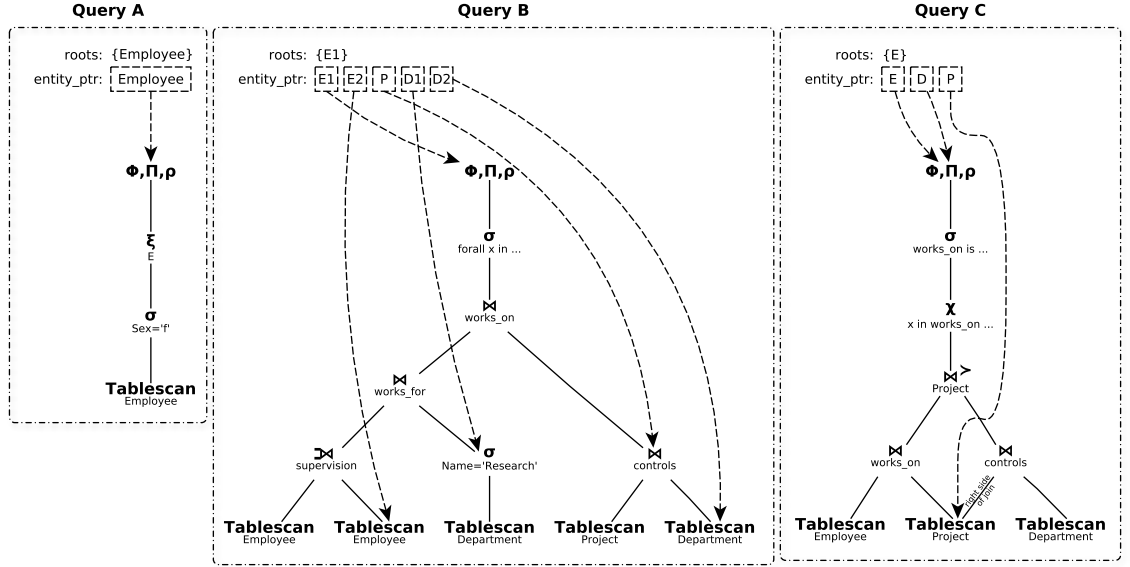 Query A
roots: {Employee}
entity_ptr: Employee
Φ,Π,ρ
ξ
E
σ
Sex='f'
Tablescan
Employee
Query B
roots: {E1}
entity_ptr: E1 E2 P D1 D2
Φ,Π,ρ
σ
forall x in ...
⋈
works_on
⋈
works_for
⊐⋈
supervision
σ
Name='Research'
⋈
controls
Tablescan
Employee
Tablescan
Employee
Tablescan
Department
Tablescan
Project
Tablescan
Department
Query C
roots: {E}
entity_ptr: E D P
Φ,Π,ρ
σ
works_on is ...
χ
x in works_on ...
⋈≻
Project
⋈
works_on
⋈
controls
right side
of join
Tablescan
Employee
Tablescan
Project
Tablescan
Department